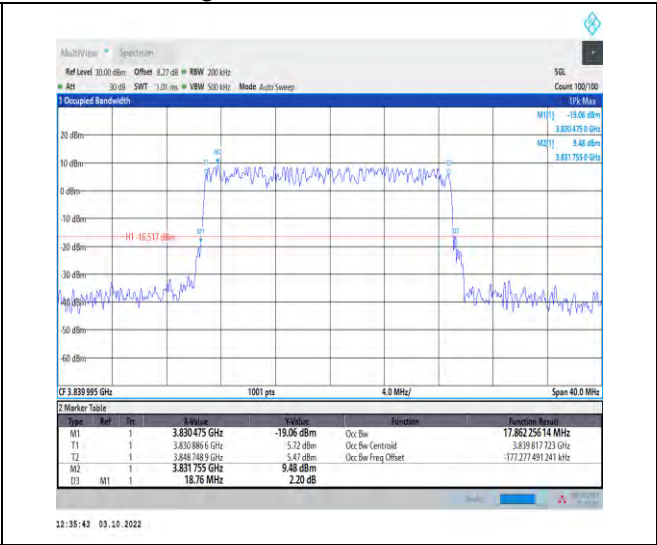 MultiView Spectrum
Ref Level 30.00 dBm Offset 8.27 dB RBW 200 kHz SGL
Att 30 dB SWT 1.01 ms VBW 500 kHz Mode Auto Sweep Count 100/100
1 Occupied Bandwidth 1Pk Max
M1[1] -19.06 dBm
3.830 475 0 GHz
M2[1] 9.48 dBm
3.831 755 0 GHz
20 dBm
M2
10 dBm
T1
0 dBm
-10 dBm
M1
H1 -16.517 dBm
-20 dBm
-30 dBm
-40 dBm
-50 dBm
-60 dBm
CF 3.839 995 GHz 1001 pts 4.0 MHz/ Span 40.0 MHz
2 Marker Table
Type Ref Trc X-Value Y-Value Function Function Result
M1 1 3.830 475 GHz -19.06 dBm Occ Bw 17.862 256 14 MHz
T1 1 3.830 886 6 GHz 5.72 dBm Occ Bw Centroid 3.839 817 723 GHz
T2 1 3.848 748 9 GHz 5.47 dBm Occ Bw Freq Offset -177.277 491 241 kHz
M2 1 3.831 755 GHz 9.48 dBm
D3 M1 1 18.76 MHz 2.20 dB
12:35:43 03.10.2022